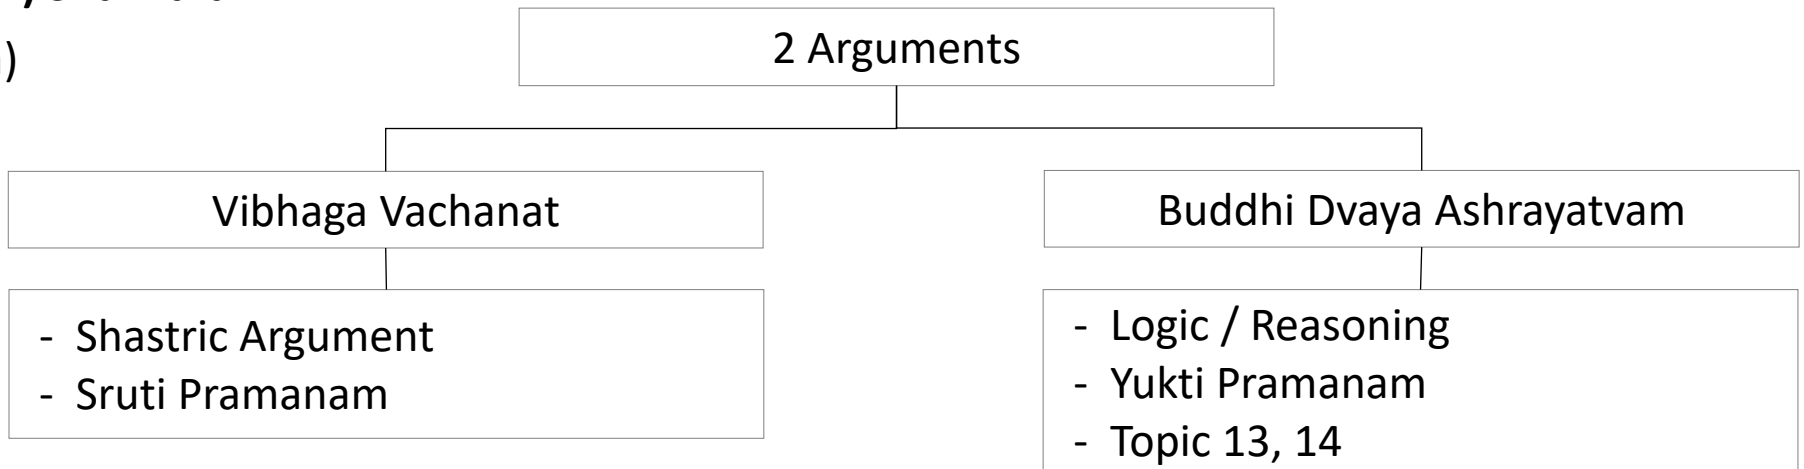 2 Arguments
Vibhaga Vachanat
Buddhi Dvaya Ashrayatvam
- Shastric Argument
- Sruti Pramanam
- Logic / Reasoning
- Yukti Pramanam
- Topic 13, 14